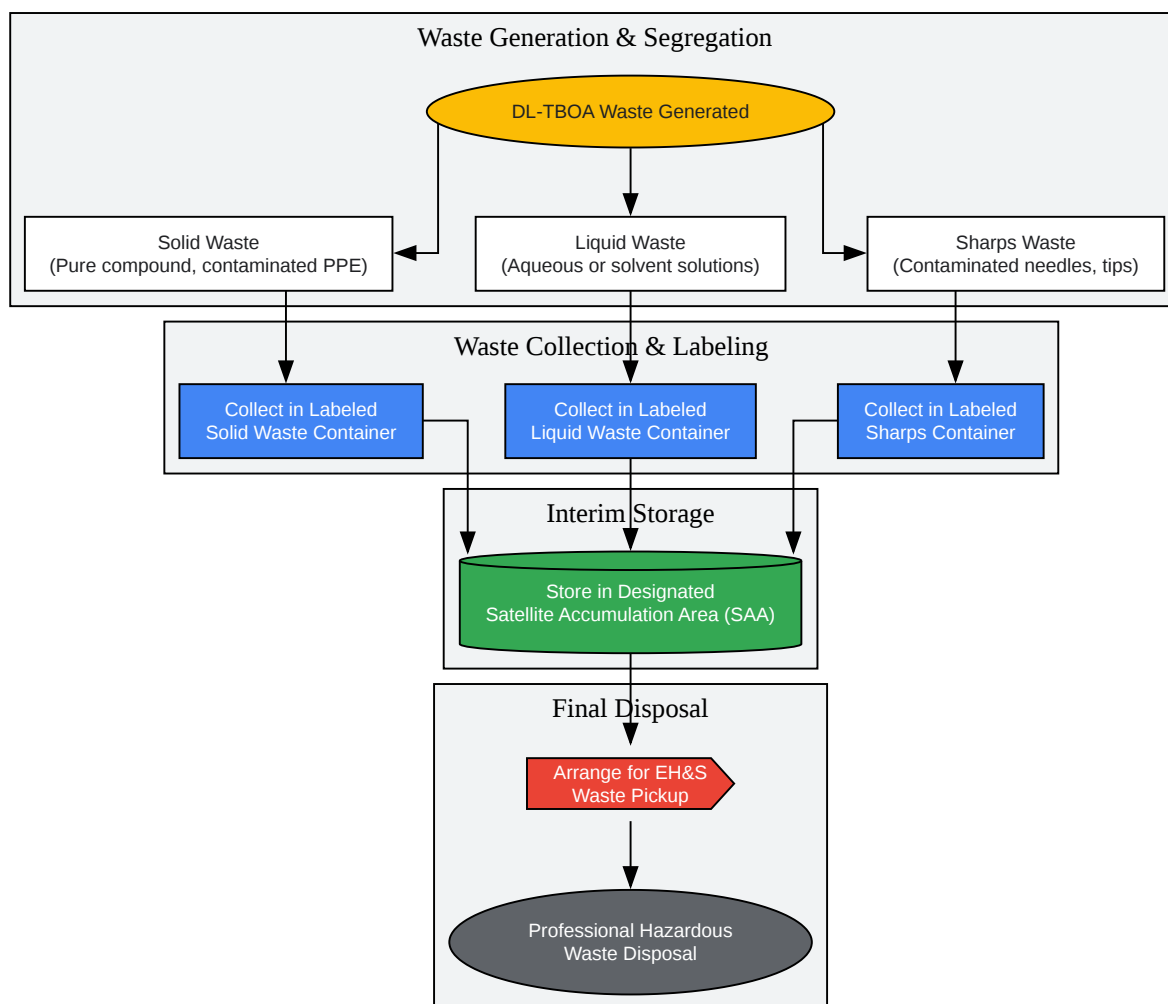 Waste Generation & Segregation
DL-TBOA Waste Generated
Solid Waste
(Pure compound, contaminated PPE)
Liquid Waste
(Aqueous or solvent solutions)
Sharps Waste
(Contaminated needles, tips)
Waste Collection & Labeling
Collect in Labeled
Solid Waste Container
Collect in Labeled
Liquid Waste Container
Collect in Labeled
Sharps Container
Interim Storage
Store in Designated
Satellite Accumulation Area (SAA)
Final Disposal
Arrange for EH&S
Waste Pickup
Professional Hazardous
Waste Disposal